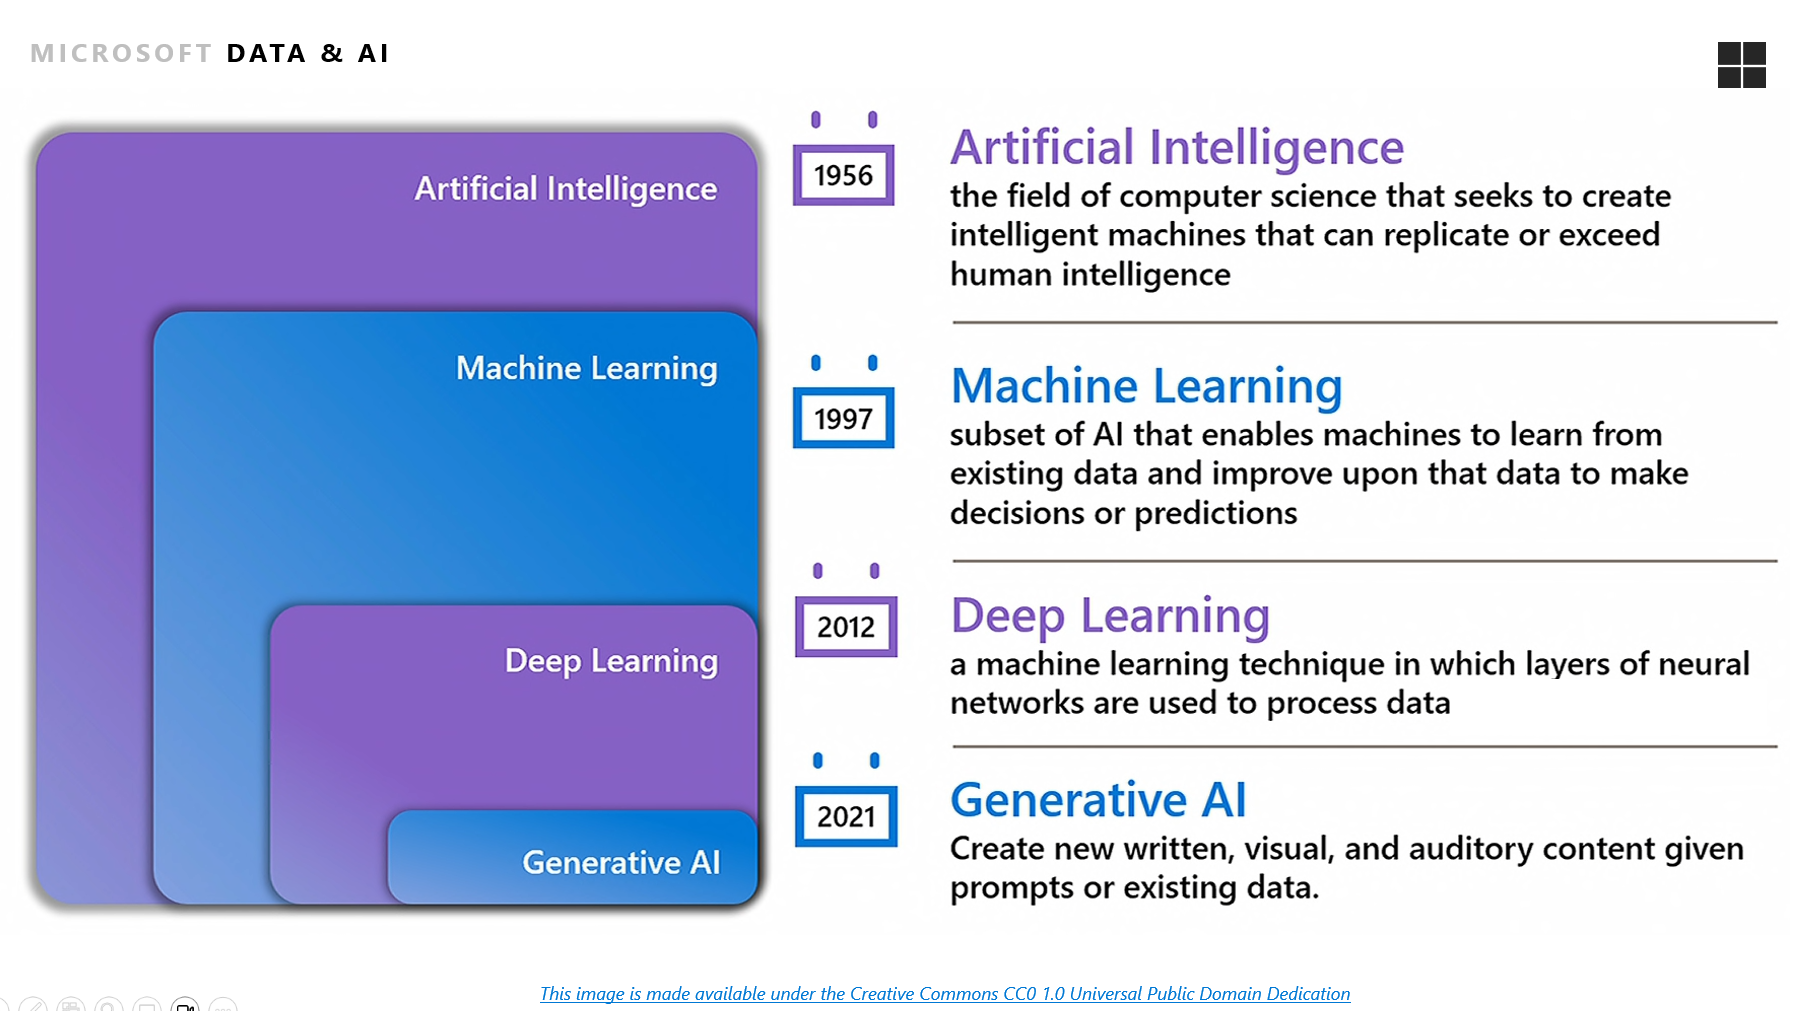 MICROSOFT DATA & AI
Artificial Intelligence
Machine Learning
Deep Learning
Generative AI
1956
Artificial Intelligence
the field of computer science that seeks to create
intelligent machines that can replicate or exceed
human intelligence
1997
Machine Learning
subset of AI that enables machines to learn from
existing data and improve upon that data to make
decisions or predictions
2012
Deep Learning
a machine learning technique in which layers of neural
networks are used to process data
2021
Generative AI
Create new written, visual, and auditory content given
prompts or existing data.
This image is made available under the Creative Commons CC0 1.0 Universal Public Domain Dedication